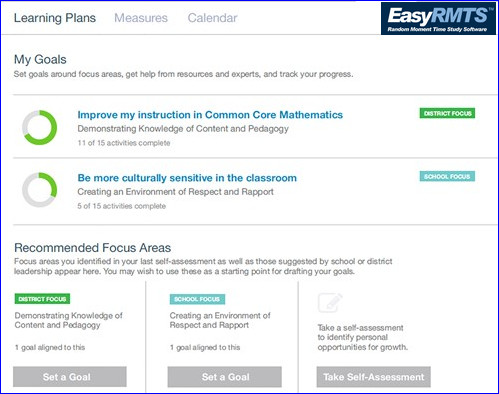 Learning Plans Measures Calendar
EasyRMTS™
Random Moment Time Study Software
My Goals
Set goals around focus areas, get help from resources and experts, and track your progress.
Improve my instruction in Common Core Mathematics
DISTRICT FOCUS
Demonstrating Knowledge of Content and Pedagogy
11 of 15 activities complete
Be more culturally sensitive in the classroom
SCHOOL FOCUS
Creating an Environment of Respect and Rapport
5 of 15 activities complete
Recommended Focus Areas
Focus areas you identified in your last self-assessment as well as those suggested by school or district
leadership appear here. You may wish to use these as a starting point for drafting your goals.
DISTRICT FOCUS
Demonstrating Knowledge of
Content and Pedagogy
1 goal aligned to this
Set a Goal
SCHOOL FOCUS
Creating an Environment of
Respect and Rapport
1 goal aligned to this
Set a Goal
Take a self-assessment
to identify personal
opportunities for growth.
Take Self-Assessment